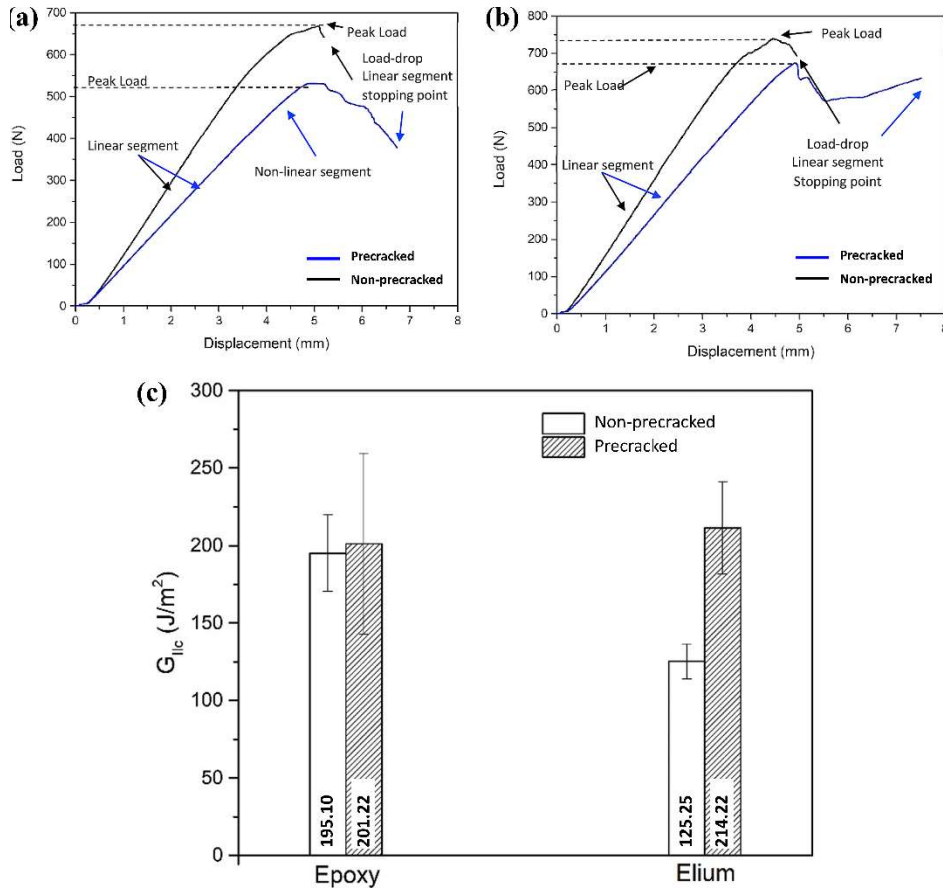 (a)
700
600
500
400
300
200
100
0
Load (N)
0 1 2 3 4 5 6 7 8
Displacement (mm)
Peak Load
Peak Load
Load-drop
Linear segment
stopping point
Linear segment
Non-linear segment
Precracked
Non-precracked
(b)
800
700
600
500
400
300
200
100
0
Load (N)
0 1 2 3 4 5 6 7 8
Displacement (mm)
Peak Load
Peak Load
Linear segment
Load-drop
Linear segment
Stopping point
Precracked
Non-precracked
(c)
300
250
200
150
100
50
0
G_IIc (J/m²)
Non-precracked
Precracked
195.10
201.22
125.25
214.22
Epoxy Elium